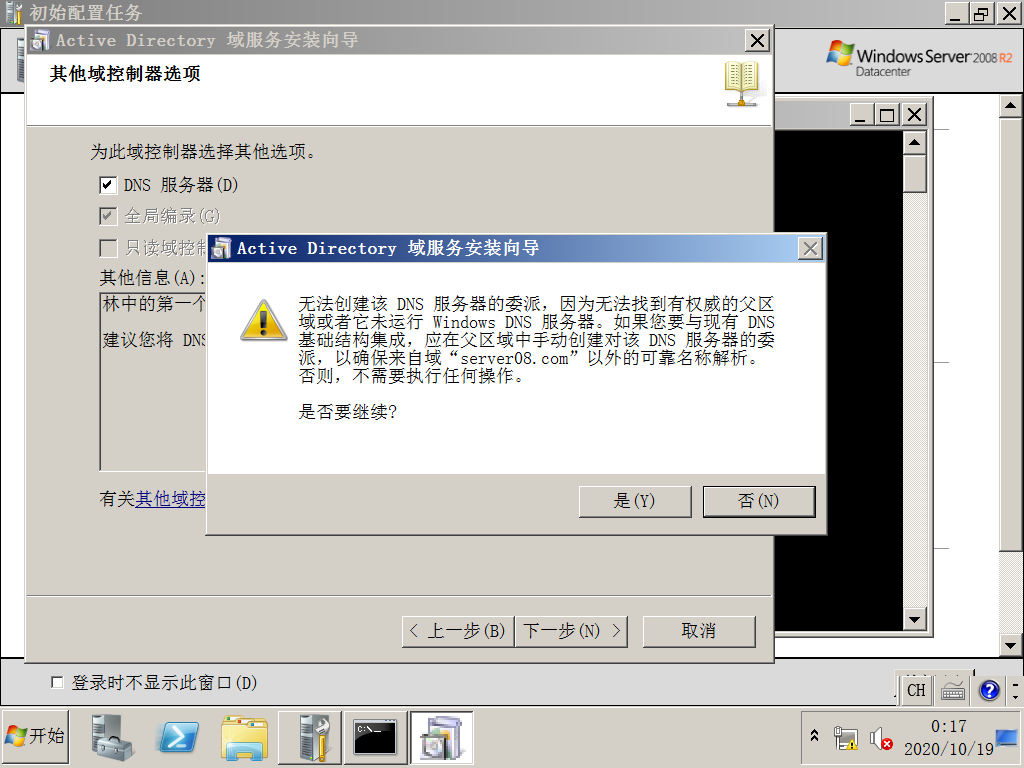 初始配置任务
Active Directory 域服务安装向导
其他域控制器选项
Windows Server 2008 R2
Datacenter
为此域控制器选择其他选项。
DNS 服务器(D)
全局编录(G)
只读域控制
其他信息(A):
林中的第一个
建议您将 DNS
有关其他域控
Active Directory 域服务安装向导
无法创建该 DNS 服务器的委派，因为无法找到有权威的父区
域或者它未运行 Windows DNS 服务器。如果您要与现有 DNS
基础结构集成，应在父区域中手动创建对该 DNS 服务器的委
派，以确保来自域“server08.com”以外的可靠名称解析。
否则，不需要执行任何操作。
是否要继续?
是(Y)
否(N)
< 上一步(B)
下一步(N) >
取消
登录时不显示此窗口(D)
CH
开始
C:\>_
0:17
2020/10/19